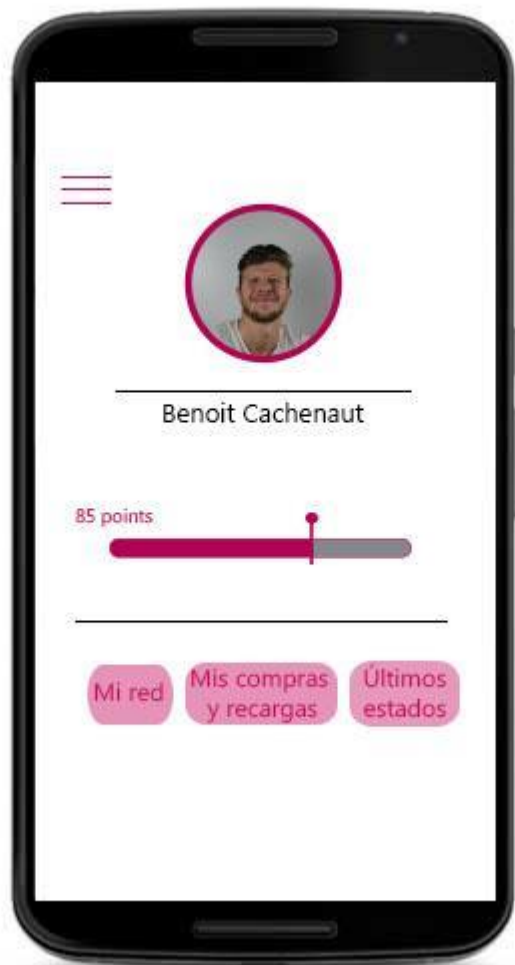 Benoit Cachenaut
85 points
Mi red
Mis compras
y recargas
Últimos
estados